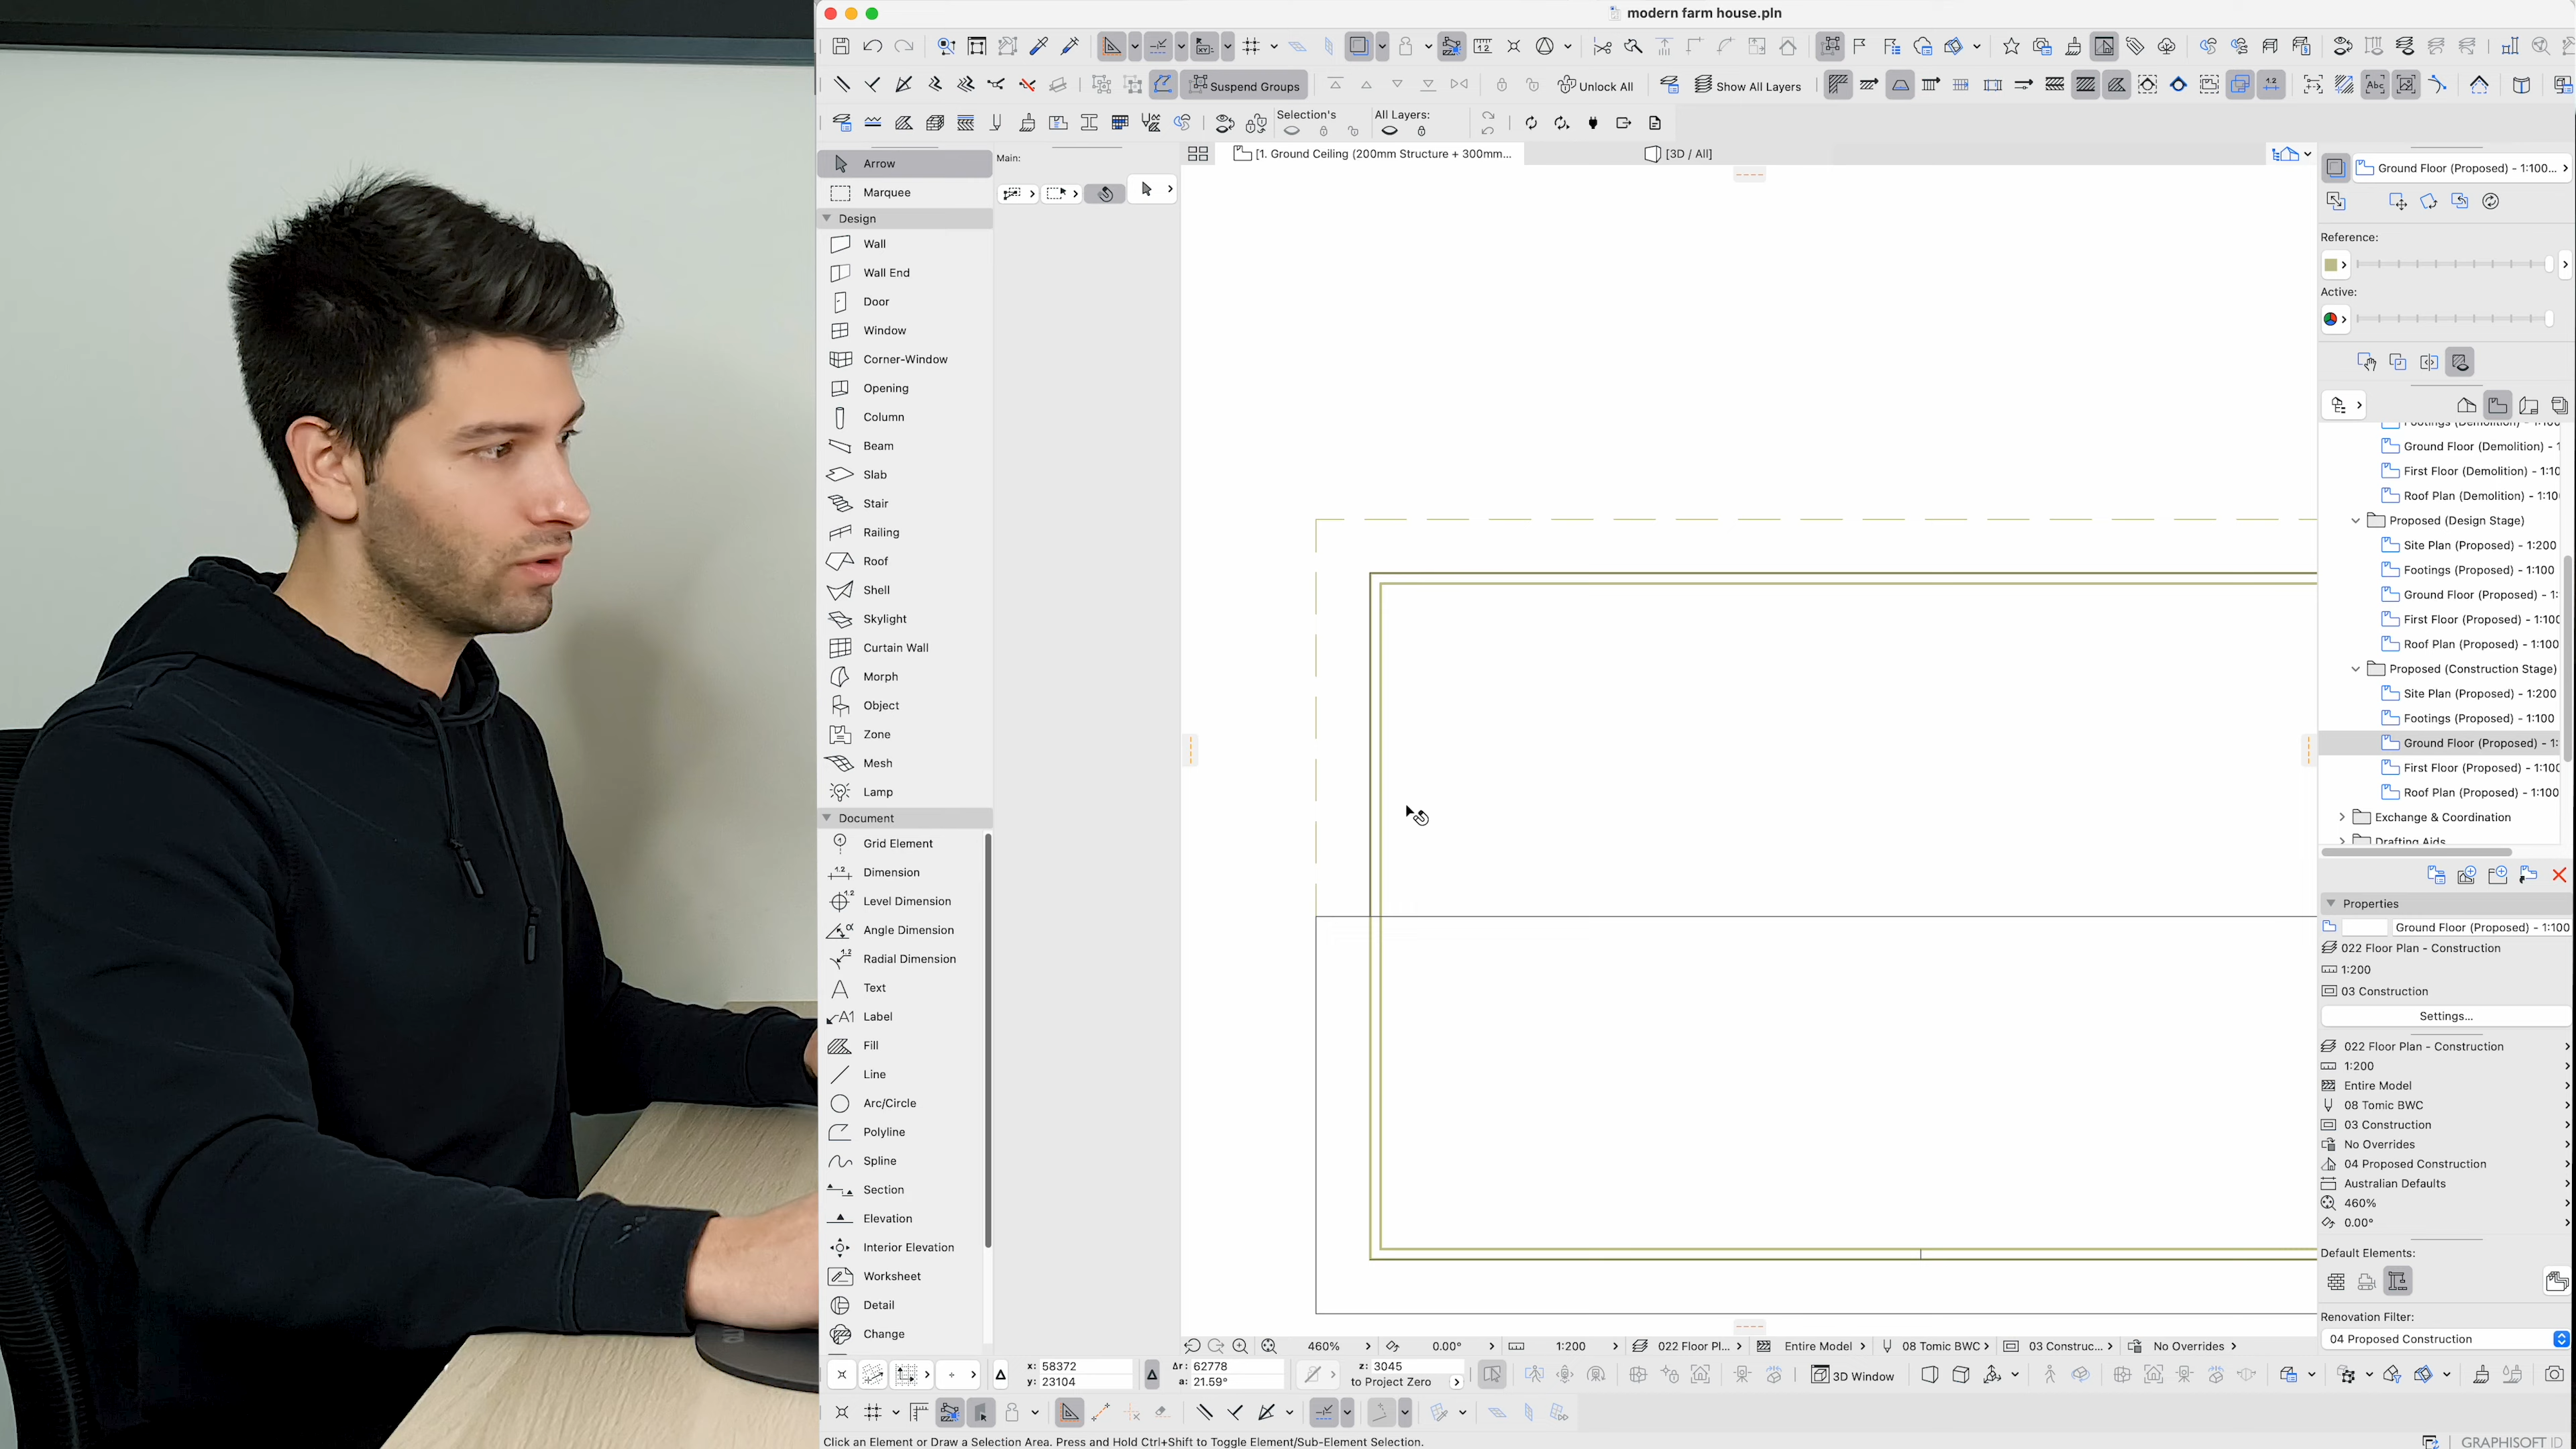 modern farm house.pln
Suspend Groups
Unlock All
Show All Layers
1.2
Abc
Selection's
All Layers:
Arrow
Marquee
Design
Wall
Wall End
Door
Window
Corner-Window
Opening
Column
Beam
Slab
Stair
Railing
Roof
Shell
Skylight
Curtain Wall
Morph
Object
Zone
Mesh
Lamp
Document
Grid Element
Dimension
Level Dimension
Angle Dimension
Radial Dimension
Text
Label
Fill
Line
Arc/Circle
Polyline
Spline
Section
Elevation
Interior Elevation
Worksheet
Detail
Change
Main:
[1. Ground Ceiling (200mm Structure + 300mm...
[3D / All]
Ground Floor (Proposed) - 1:100...
Reference:
Active:
Footings (Demolition) - 1:100
Ground Floor (Demolition) - 1
First Floor (Demolition) - 1:10
Roof Plan (Demolition) - 1:10
Proposed (Design Stage)
Site Plan (Proposed) - 1:200
Footings (Proposed) - 1:100
Ground Floor (Proposed) - 1:
First Floor (Proposed) - 1:100
Roof Plan (Proposed) - 1:100
Proposed (Construction Stage)
Site Plan (Proposed) - 1:200
Footings (Proposed) - 1:100
Ground Floor (Proposed) - 1:
First Floor (Proposed) - 1:100
Roof Plan (Proposed) - 1:100
Exchange & Coordination
Drafting Aids
Properties
Ground Floor (Proposed) - 1:100
022 Floor Plan - Construction
1:200
03 Construction
Settings...
022 Floor Plan - Construction
1:200
Entire Model
08 Tomic BWC
03 Construction
No Overrides
04 Proposed Construction
Australian Defaults
460%
0.00°
Default Elements:
Renovation Filter:
04 Proposed Construction
460%
0.00°
1:200
022 Floor Pl...
Entire Model
08 Tomic BWC
03 Construc...
No Overrides
x: 58372
y: 23104
Δr: 62778
a: 21.59°
z: 3045
to Project Zero
3D Window
Click an Element or Draw a Selection Area. Press and Hold Ctrl+Shift to Toggle Element/Sub-Element Selection.
GRAPHISOFT ID